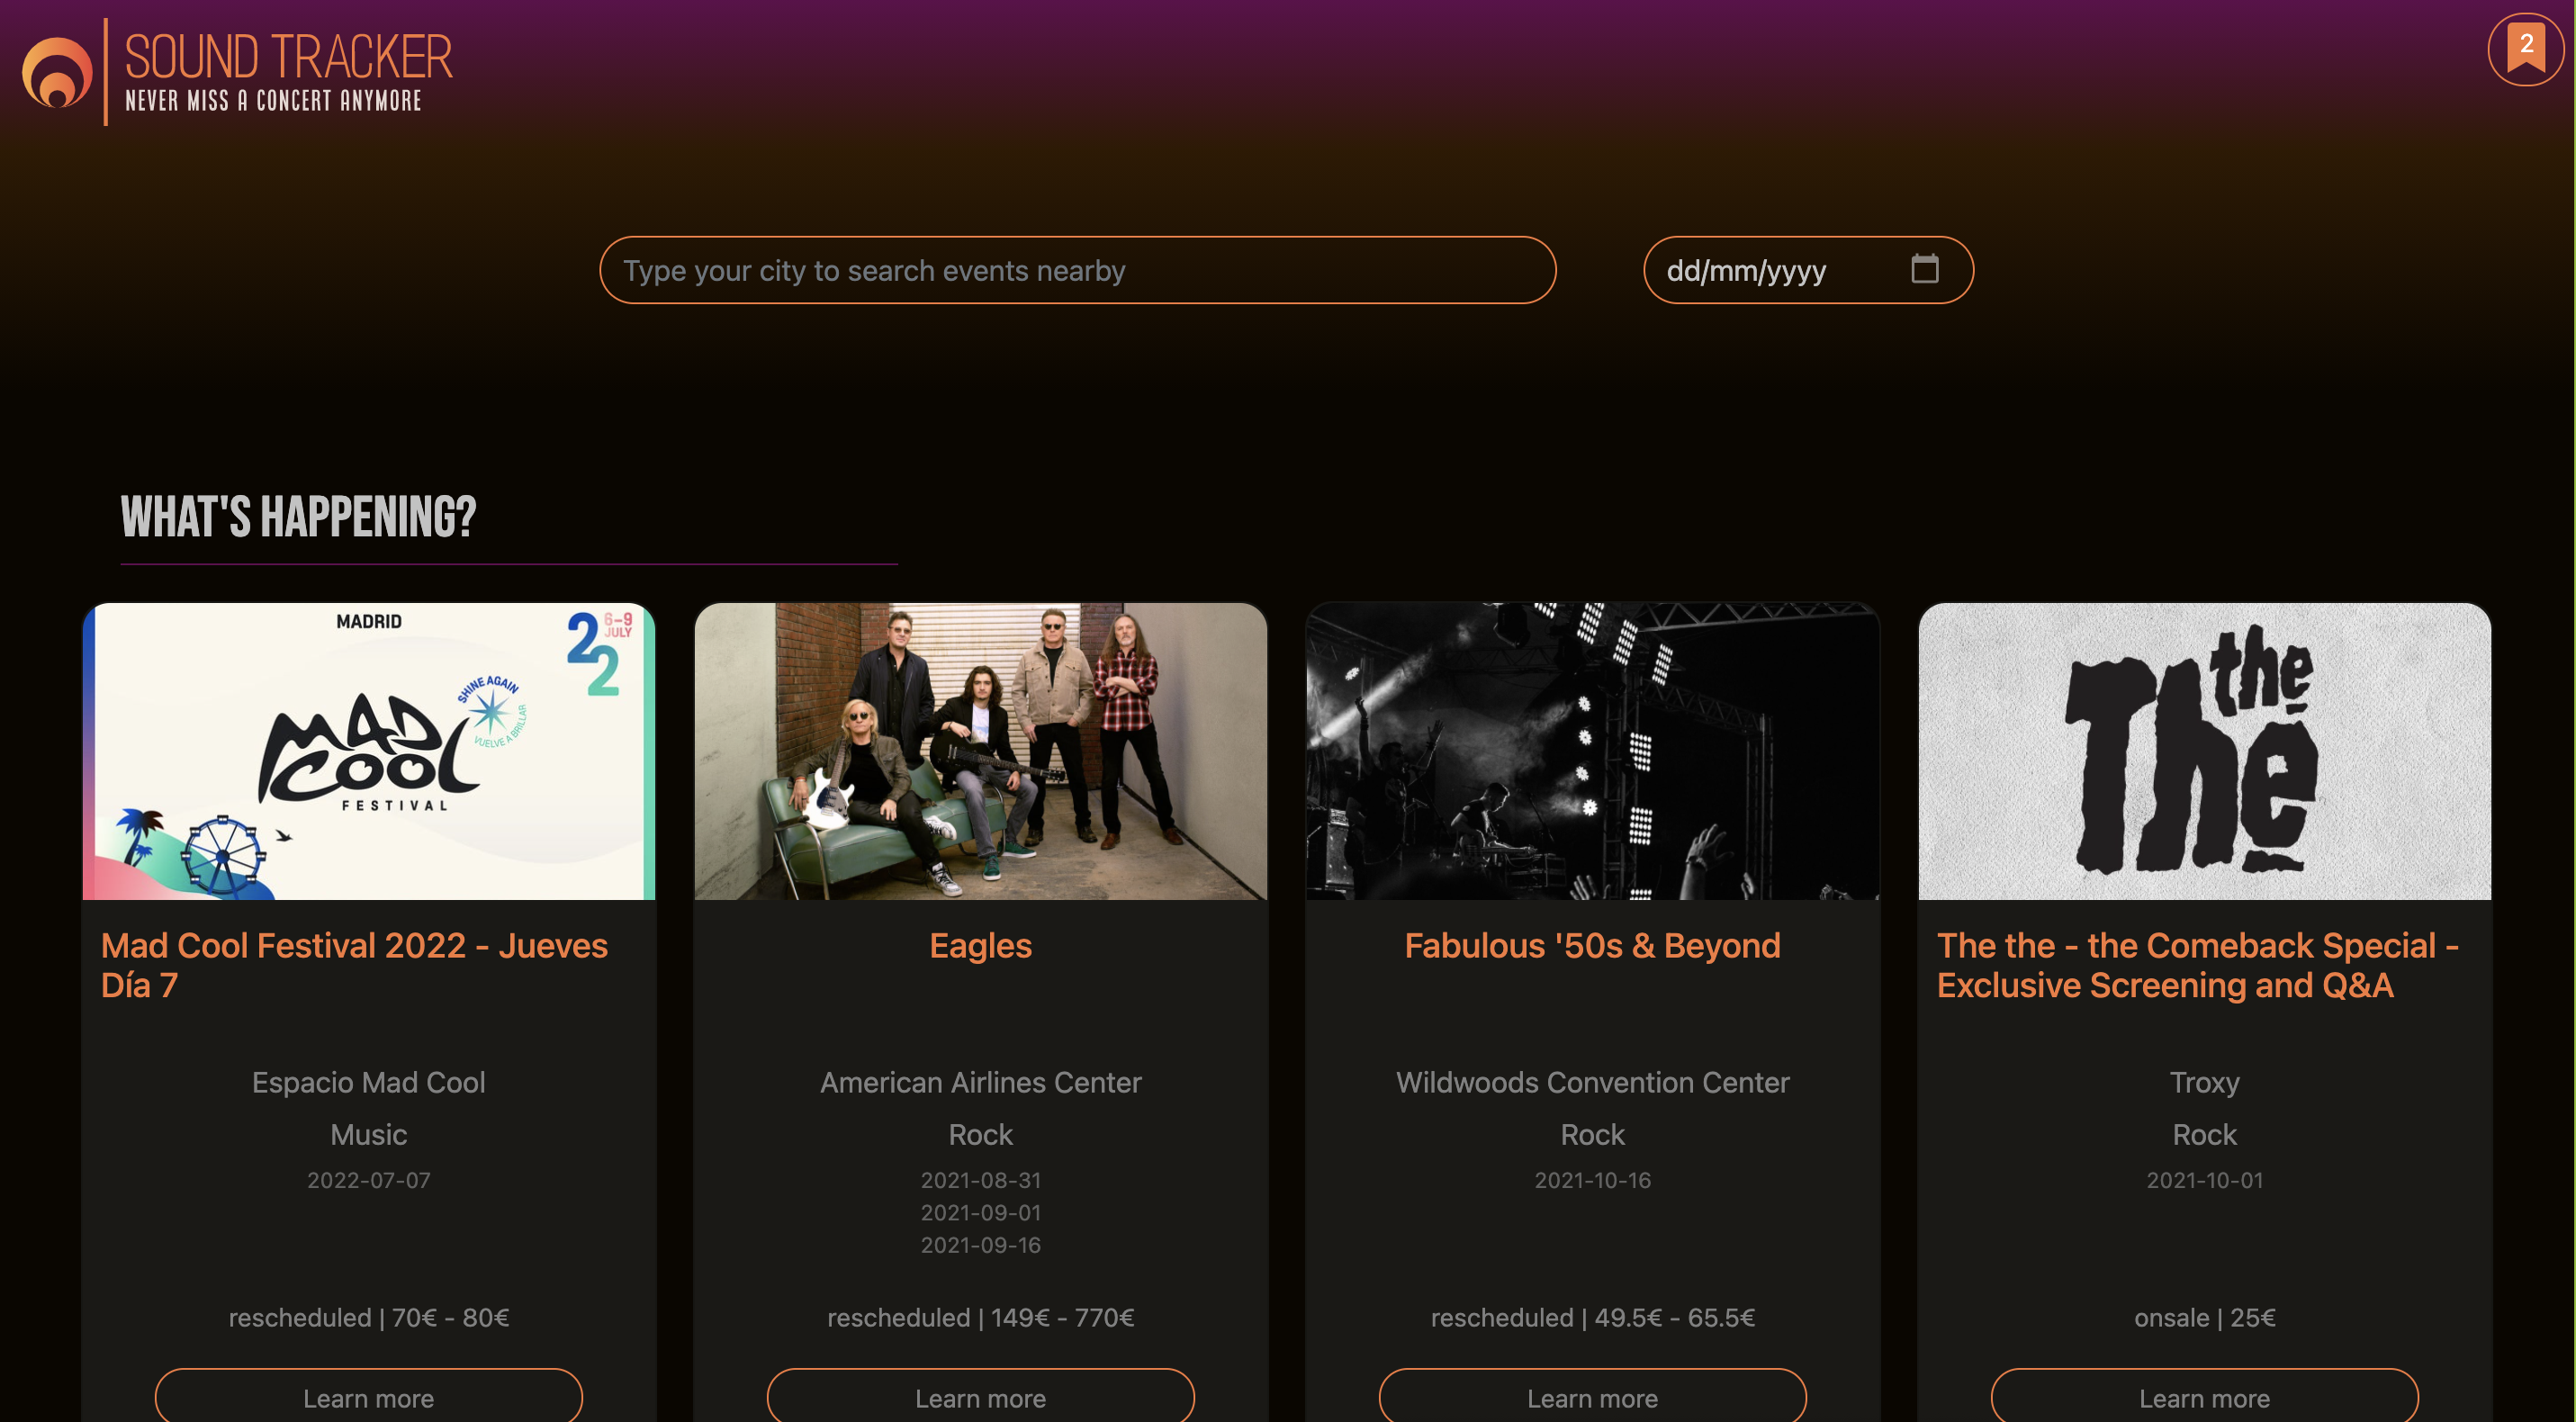 SOUND TRACKER
NEVER MISS A CONCERT ANYMORE
2
Type your city to search events nearby
dd/mm/yyyy
WHAT'S HAPPENING?
MADRID
22
6-9
JULY
SHINE AGAIN
VUELVE A BRILLAR
MAD
COOL
FESTIVAL
the
The
Mad Cool Festival 2022 - Jueves
Día 7
Espacio Mad Cool
Music
2022-07-07
rescheduled | 70€ - 80€
Learn more
Eagles
American Airlines Center
Rock
2021-08-31
2021-09-01
2021-09-16
rescheduled | 149€ - 770€
Learn more
Fabulous '50s & Beyond
Wildwoods Convention Center
Rock
2021-10-16
rescheduled | 49.5€ - 65.5€
Learn more
The the - the Comeback Special -
Exclusive Screening and Q&A
Troxy
Rock
2021-10-01
onsale | 25€
Learn more